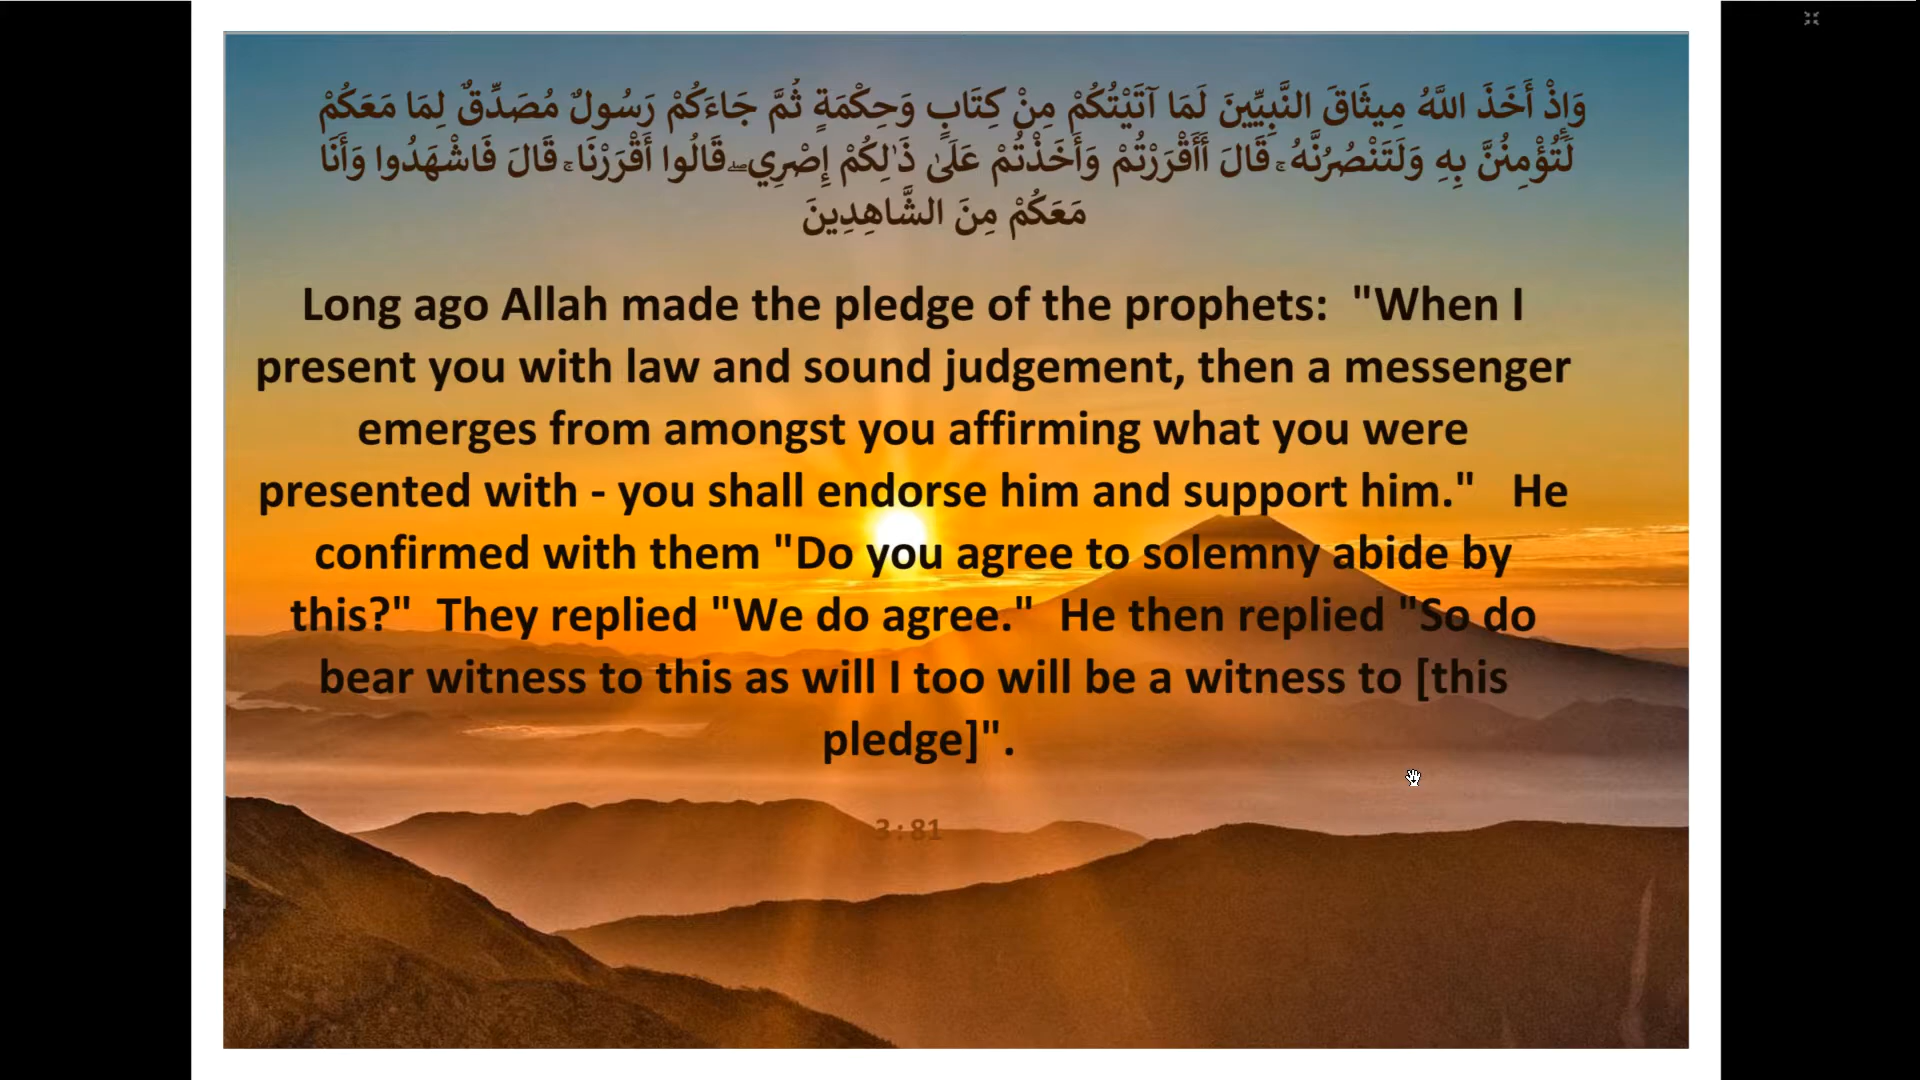 وَإِذْ أَخَذَ اللَّهُ مِيثَاقَ النَّبِيِّينَ لَمَا آتَيْتُكُمْ مِنْ كِتَابٍ وَحِكْمَةٍ ثُمَّ جَاءَكُمْ رَسُولٌ مُصَدِّقٌ لِمَا مَعَكُمْ
لَتُؤْمِنُنَّ بِهِ وَلَتَنْصُرُنَّهُ ۚ قَالَ أَأَقْرَرْتُمْ وَأَخَذْتُمْ عَلَىٰ ذَٰلِكُمْ إِصْرِي ۖ قَالُوا أَقْرَرْنَا ۚ قَالَ فَاشْهَدُوا وَأَنَا
مَعَكُمْ مِنَ الشَّاهِدِينَ
Long ago Allah made the pledge of the prophets:  "When I
present you with law and sound judgement, then a messenger
emerges from amongst you affirming what you were
presented with - you shall endorse him and support him."   He
confirmed with them "Do you agree to solemny abide by
this?"  They replied "We do agree."  He then replied "So do
bear witness to this as will I too will be a witness to [this
pledge]".
3:81